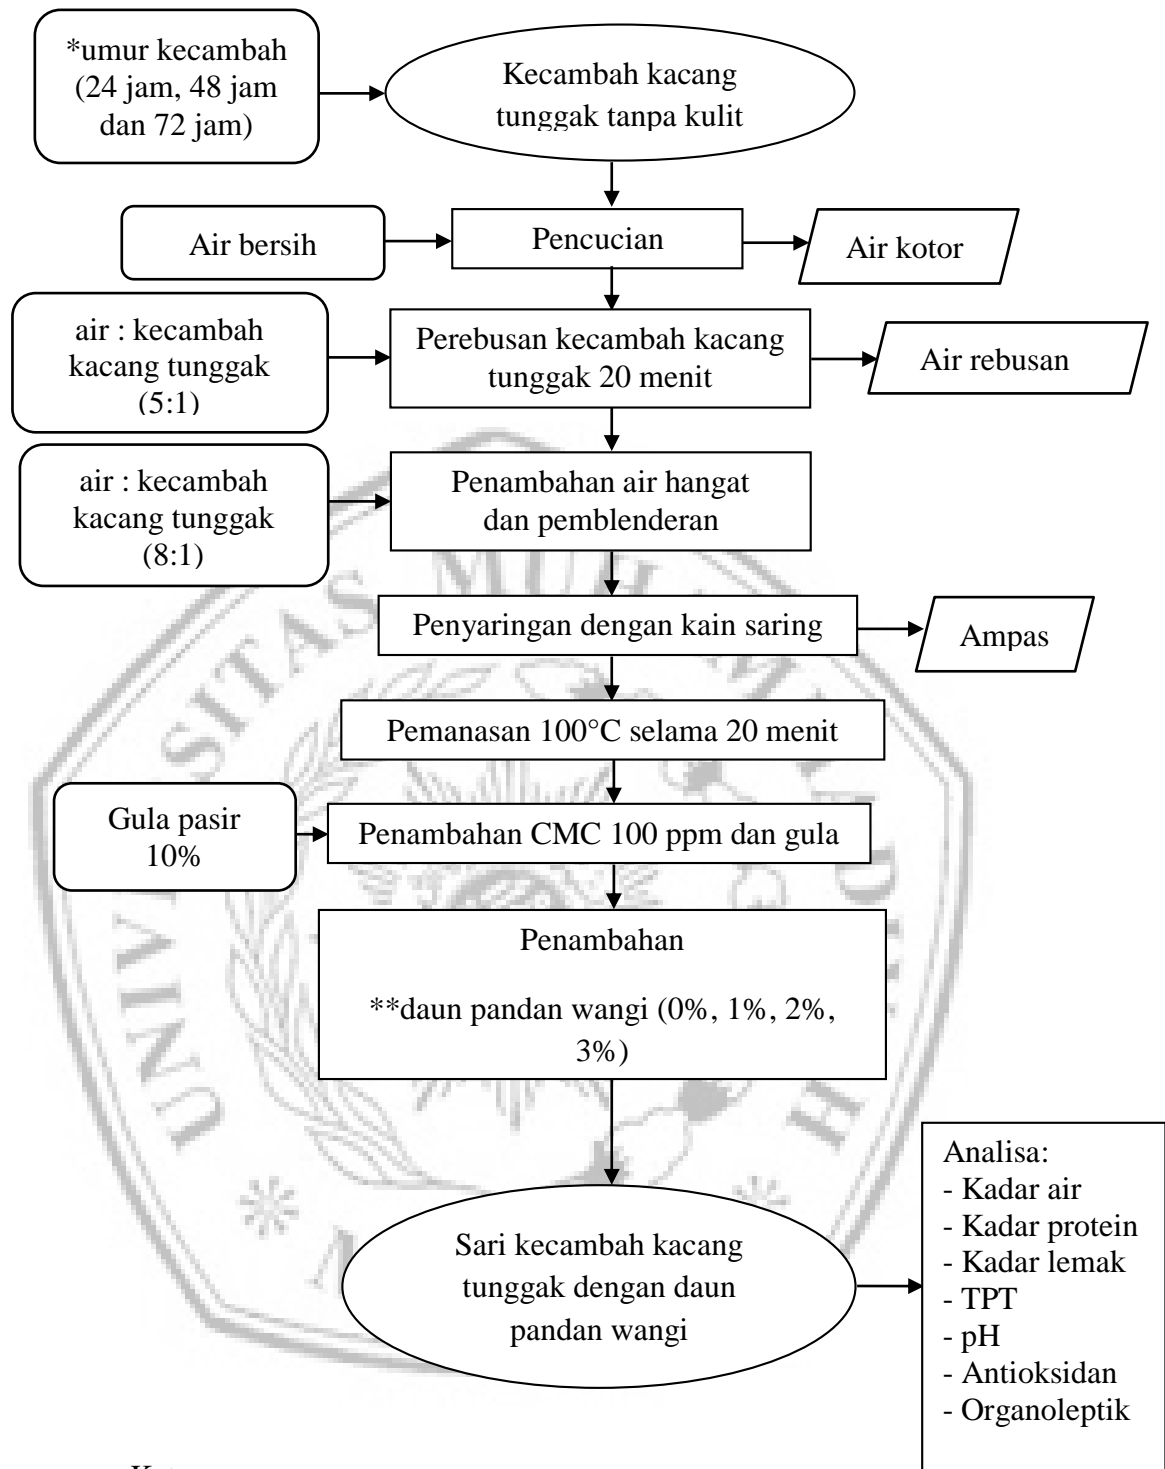 *umur kecambah
(24 jam, 48 jam
dan 72 jam)
Kecambah kacang
tunggak tanpa kulit
Air bersih
Pencucian
Air kotor
air : kecambah
kacang tunggak
(5:1)
Perebusan kecambah kacang
tunggak 20 menit
Air rebusan
air : kecambah
kacang tunggak
(8:1)
Penambahan air hangat
dan pemblenderan
Penyaringan dengan kain saring
Ampas
Pemanasan 100°C selama 20 menit
Gula pasir
10%
Penambahan CMC 100 ppm dan gula
Penambahan
**daun pandan wangi (0%, 1%, 2%,
3%)
Sari kecambah kacang
tunggak dengan daun
pandan wangi
Analisa:
- Kadar air
- Kadar protein
- Kadar lemak
- TPT
- pH
- Antioksidan
- Organoleptik